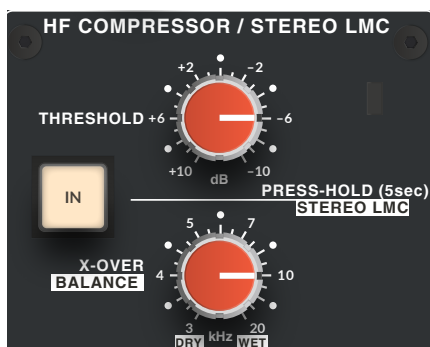 HF COMPRESSOR / STEREO LMC
+2 -2
THRESHOLD +6 -6
+10 -10
dB
IN
PRESS-HOLD (5sec)
STEREO LMC
5 7
X-OVER
4 10
BALANCE
3 kHz 20
DRY WET